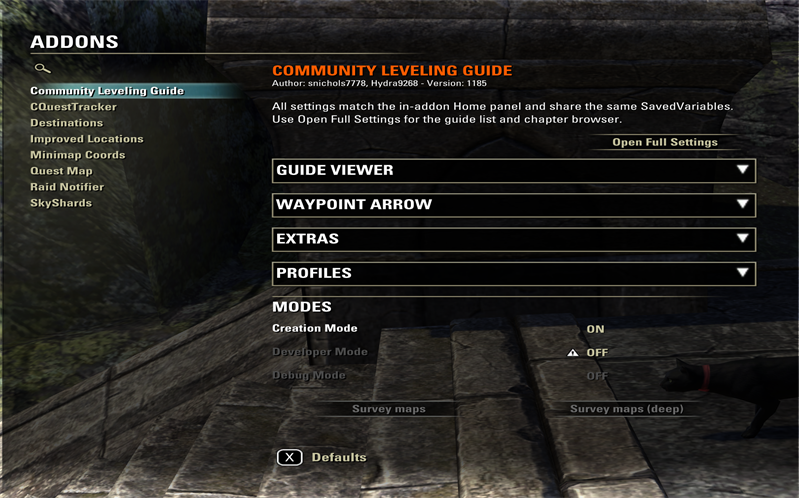 ADDONS
Community Leveling Guide
CQuestTracker
Destinations
Improved Locations
Minimap Coords
Quest Map
Raid Notifier
SkyShards
COMMUNITY LEVELING GUIDE
Author: snichols7778, Hydra9268 - Version: 1185
All settings match the in-addon Home panel and share the same SavedVariables.
Use Open Full Settings for the guide list and chapter browser.
Open Full Settings
GUIDE VIEWER
WAYPOINT ARROW
EXTRAS
PROFILES
MODES
Creation Mode ON
Developer Mode OFF
Debug Mode OFF
Survey maps Survey maps (deep)
X Defaults